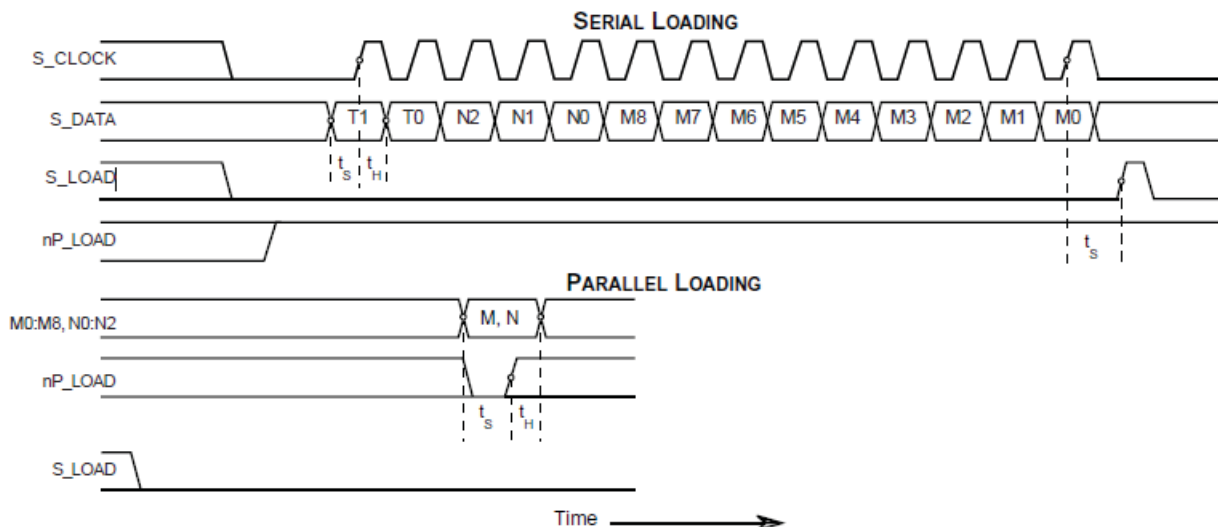 SERIAL LOADING
S_CLOCK
S_DATA T1 T0 N2 N1 N0 M8 M7 M6 M5 M4 M3 M2 M1 M0
tS tH
S_LOAD
nP_LOAD
tS
PARALLEL LOADING
M0:M8, N0:N2 M, N
nP_LOAD
tS tH
S_LOAD
Time